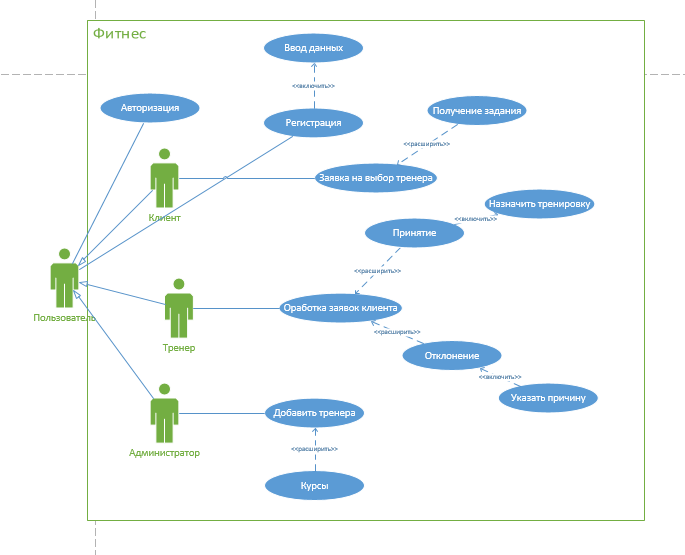 Фитнес
Ввод данных
<<включить>>
Авторизация
Регистрация
Получение задания
<<расширить>>
Заявка на выбор тренера
Клиент
Назначить тренировку
<<включить>>
Принятие
<<расширить>>
Пользователь
Оработка заявок клиента
Тренер
<<расширить>>
Отклонение
<<включить>>
Указать причину
Добавить тренера
Администратор
<<расширить>>
Курсы